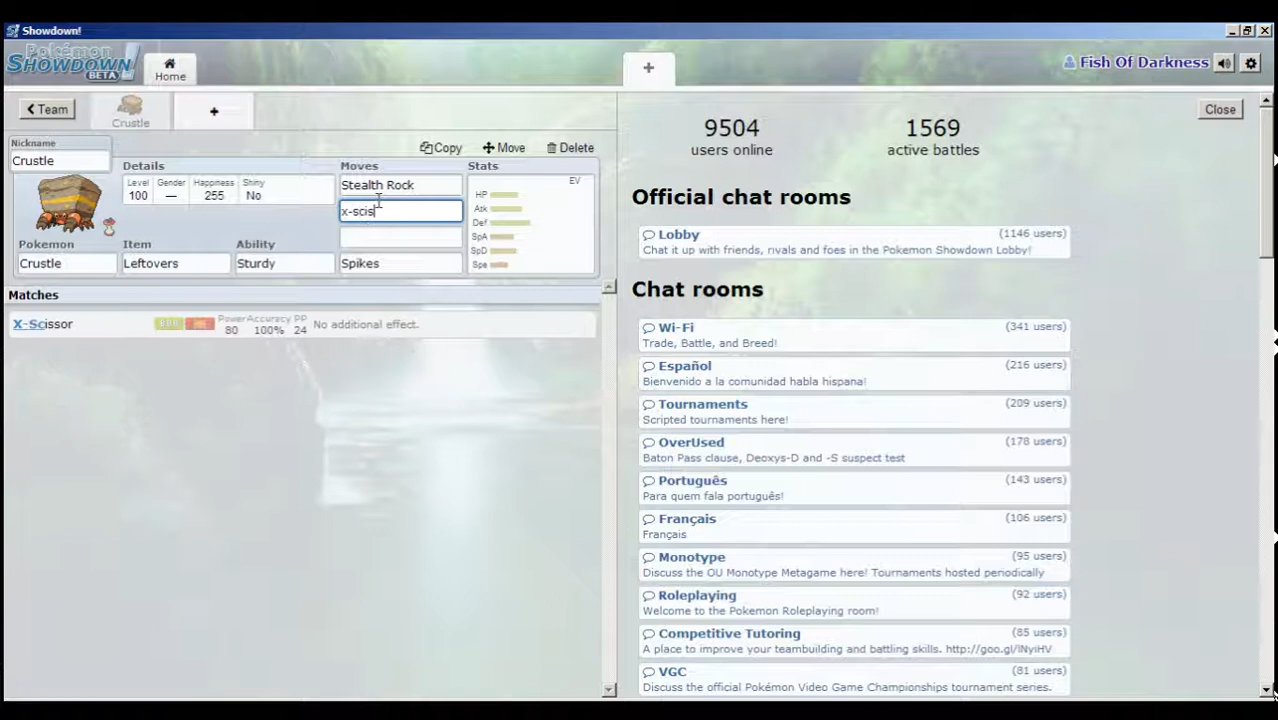 Showdown!
Pokémon
SHOWDOWN!
BETA
Home
+
Fish Of Darkness
Team
Crustle
+
Close
Nickname
Crustle
Copy
Move
Delete
Details
Moves
Stats
Level
100
Gender
—
Happiness
255
Shiny
No
Stealth Rock
x-scis
EV
HP
Atk
Def
SpA
SpD
Spe
Pokemon
Crustle
Item
Leftovers
Ability
Sturdy
Spikes
Matches
X-Scissor
BUG
Power
80
Accuracy
100%
PP
24
No additional effect.
9504
users online
1569
active battles
Official chat rooms
Lobby
(1146 users)
Chat it up with friends, rivals and foes in the Pokemon Showdown Lobby!
Chat rooms
Wi-Fi
(341 users)
Trade, Battle, and Breed!
Español
(216 users)
Bienvenido a la comunidad habla hispana!
Tournaments
(209 users)
Scripted tournaments here!
OverUsed
(178 users)
Baton Pass clause, Deoxys-D and -S suspect test
Português
(143 users)
Para quem fala português!
Français
(106 users)
Français
Monotype
(95 users)
Discuss the OU Monotype Metagame here! Tournaments hosted periodically
Roleplaying
(92 users)
Welcome to the Pokemon Roleplaying room!
Competitive Tutoring
(85 users)
A place to improve your teambuilding and battling skills. http://goo.gl/lNyiHV
VGC
(81 users)
Discuss the official Pokémon Video Game Championships tournament series.